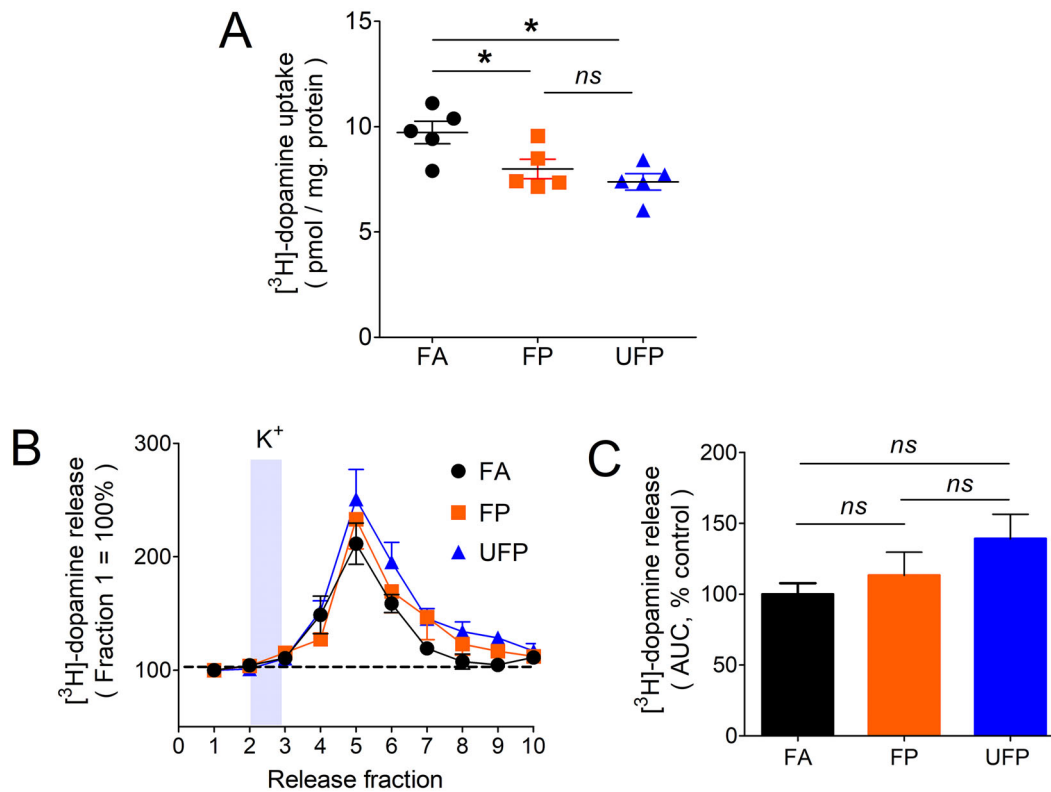 A
[³H]-dopamine uptake
( pmol / mg. protein )
15
10
5
0
*
*
ns
FA FP UFP
B
[³H]-dopamine release
( Fraction 1 = 100% )
300
200
100
K⁺
FA
FP
UFP
0 1 2 3 4 5 6 7 8 9 10
Release fraction
C
[³H]-dopamine release
( AUC, % control )
200
150
100
50
0
ns
ns
ns
FA FP UFP